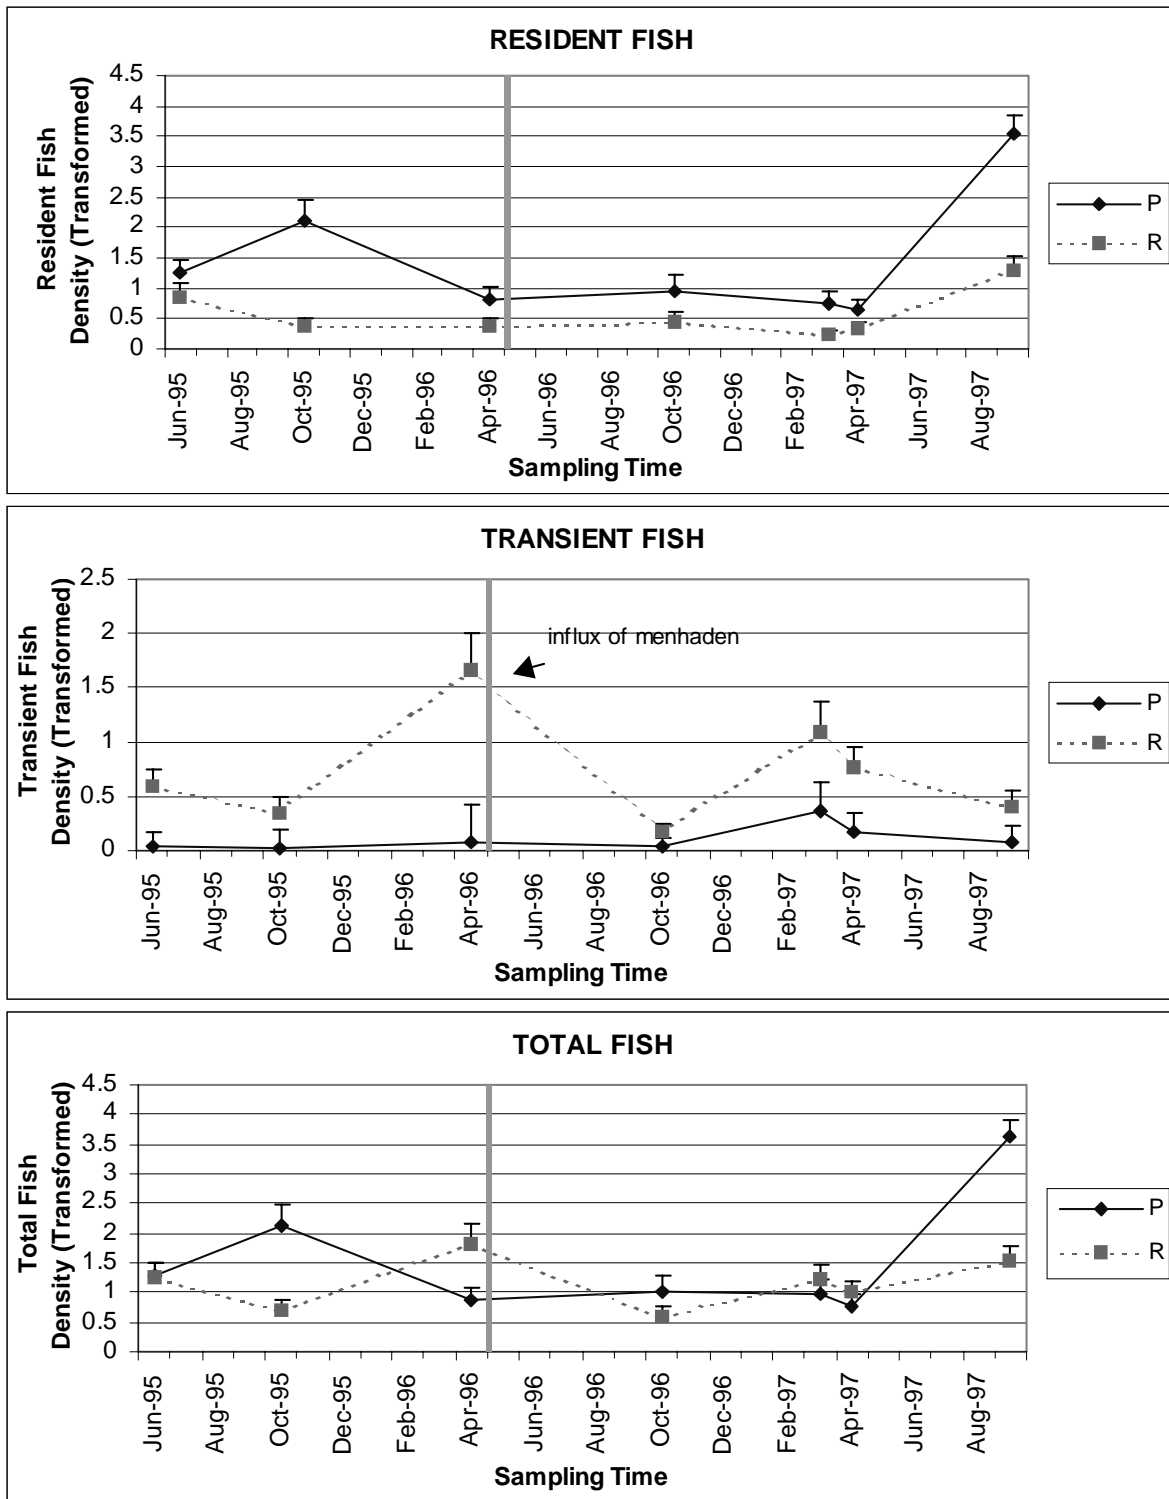 RESIDENT FISH
Resident Fish
Density (Transformed)
4.5
4
3.5
3
2.5
2
1.5
1
0.5
0
Jun-95
Aug-95
Oct-95
Dec-95
Feb-96
Apr-96
Jun-96
Aug-96
Oct-96
Dec-96
Feb-97
Apr-97
Jun-97
Aug-97
Sampling Time
P
R
TRANSIENT FISH
Transient Fish
Density (Transformed)
2.5
2
1.5
1
0.5
0
influx of menhaden
Jun-95
Aug-95
Oct-95
Dec-95
Feb-96
Apr-96
Jun-96
Aug-96
Oct-96
Dec-96
Feb-97
Apr-97
Jun-97
Aug-97
Sampling Time
P
R
TOTAL FISH
Total Fish
Density (Transformed)
4.5
4
3.5
3
2.5
2
1.5
1
0.5
0
Jun-95
Aug-95
Oct-95
Dec-95
Feb-96
Apr-96
Jun-96
Aug-96
Oct-96
Dec-96
Feb-97
Apr-97
Jun-97
Aug-97
Sampling Time
P
R